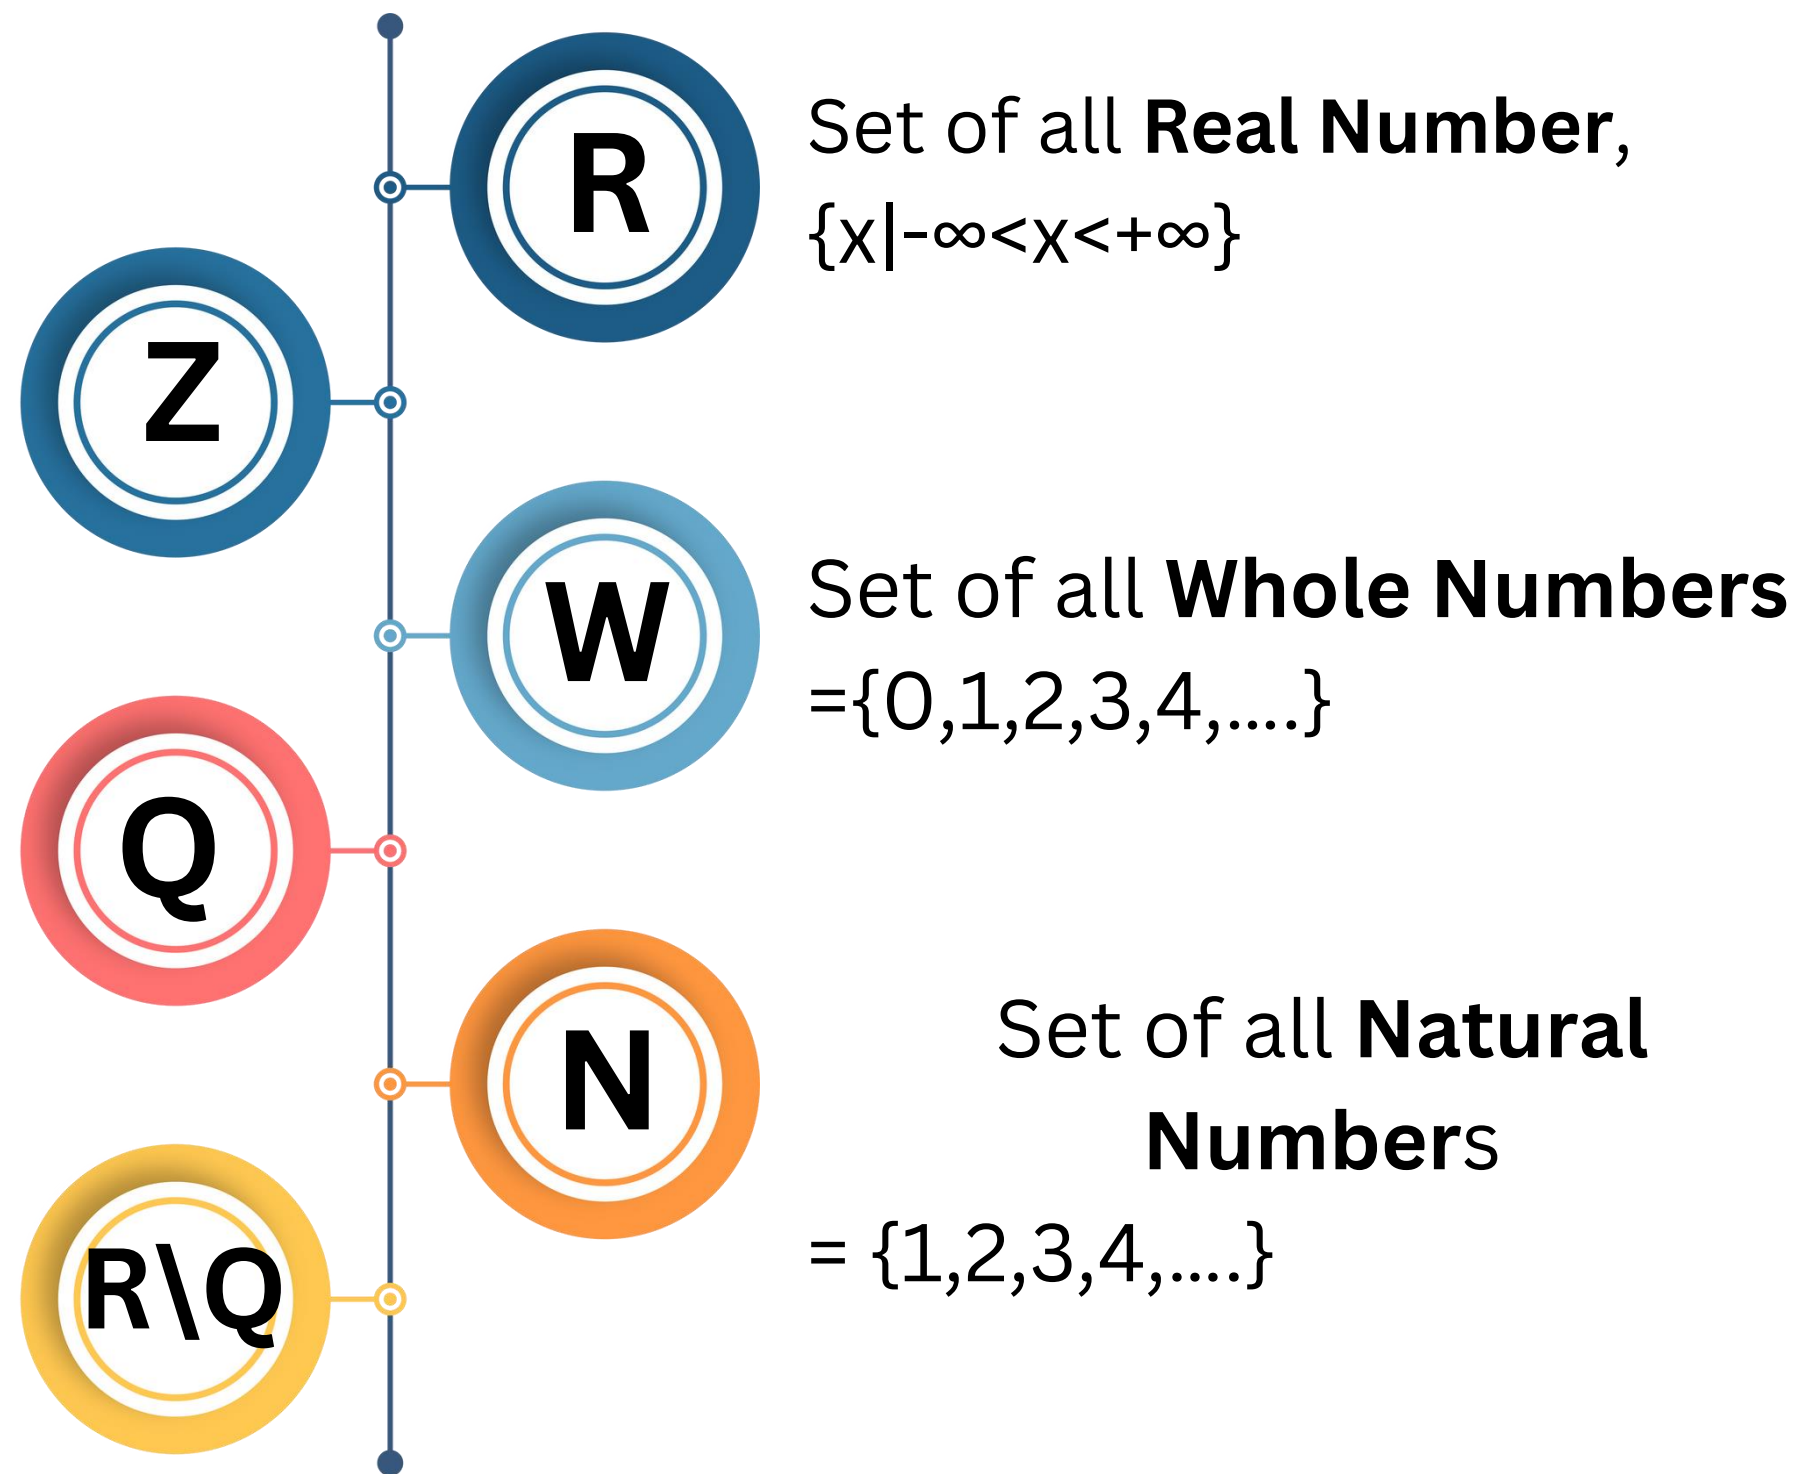 R
Set of all Real Number,
{x|-∞<x<+∞}
Z
W
Set of all Whole Numbers
={0,1,2,3,4,....}
Q
N
Set of all Natural
Numbers
= {1,2,3,4,....}
R\Q